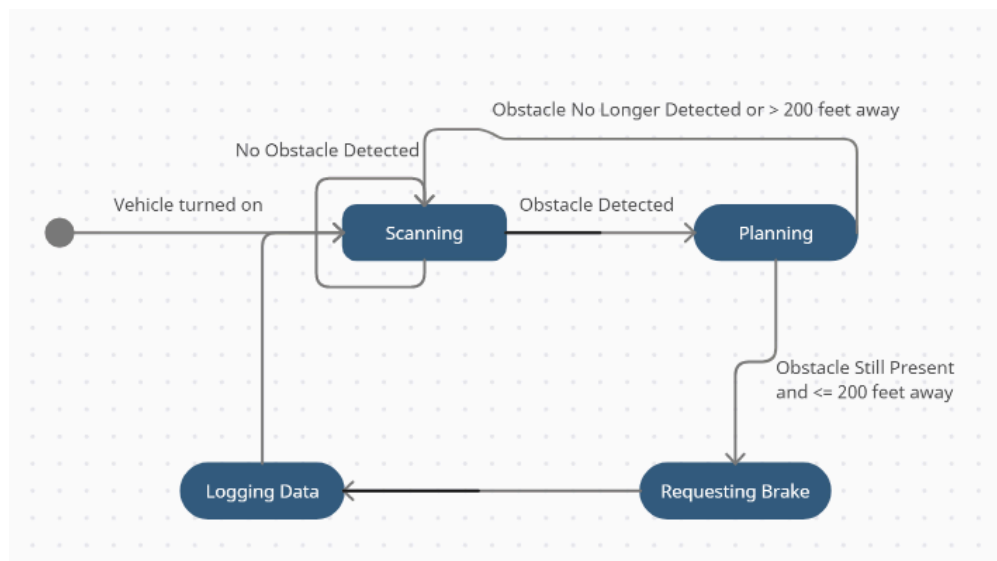 Obstacle No Longer Detected or > 200 feet away
No Obstacle Detected
Vehicle turned on
Obstacle Detected
Scanning
Planning
Obstacle Still Present
and <= 200 feet away
Logging Data
Requesting Brake